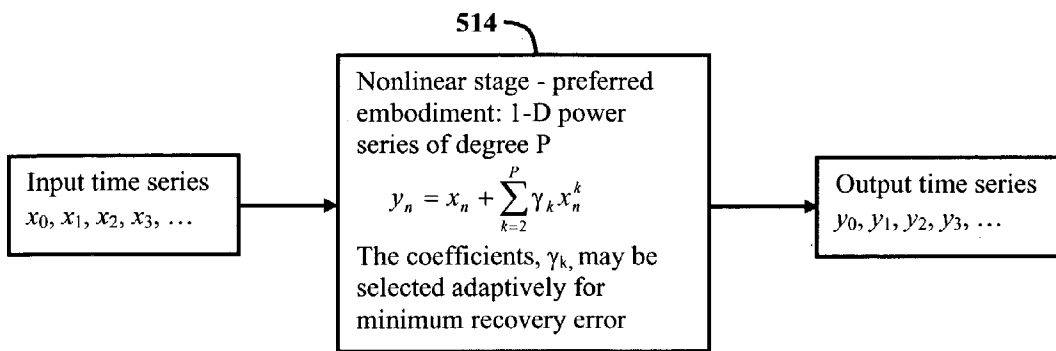 514
Nonlinear stage - preferred
embodiment: 1-D power
series of degree P
Input time series
x₀, x₁, x₂, x₃, …
yₙ = xₙ + ∑_{k=2}^{P} γₖ xₙᵏ
Output time series
y₀, y₁, y₂, y₃, …
The coefficients, γₖ, may be
selected adaptively for
minimum recovery error